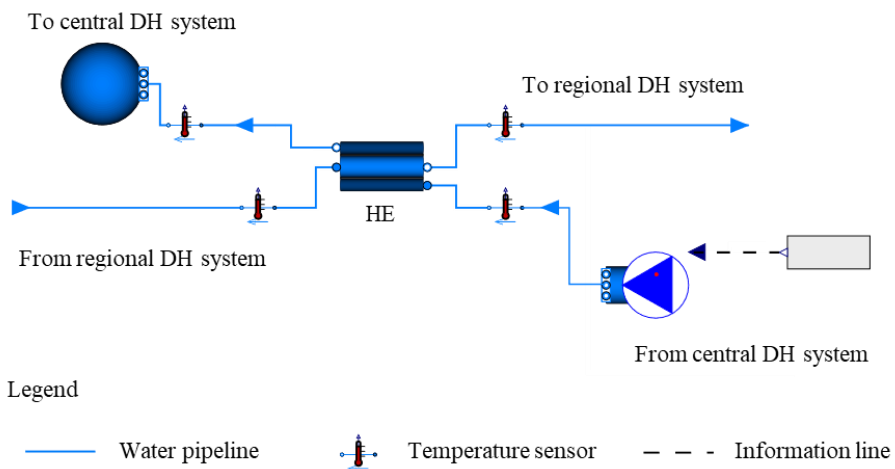 To central DH system
To regional DH system
HE
From regional DH system
From central DH system
Legend
Water pipeline
Temperature sensor
Information line